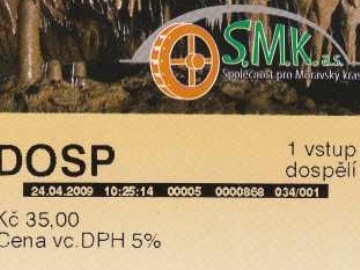 S.M.K. a.s.
Společnost pro Moravský kras
DOSP
1 vstup
dospělí
24.04.2009 10:25:14 00005 0000868 034/001
Kč 35,00
Cena vc.DPH 5%